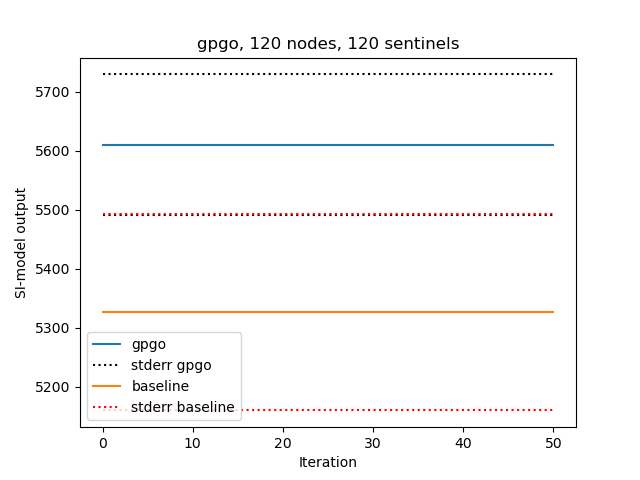 gpgo, 120 nodes, 120 sentinels
5700
5600
5500
5400
5300
5200
SI-model output
gpgo
stderr gpgo
baseline
stderr baseline
0 10 20 30 40 50
Iteration